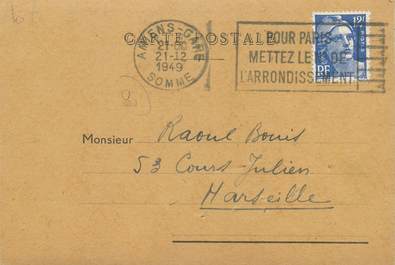 CARTE POSTALE
AMIENS-GARE
21-12
1949
SOMME
POUR PARIS
METTEZ LE N° DE
L'ARRONDISSEMENT
19F
RF
Monsieur Raoul Bouis
53 Cours-Julien
Marseille